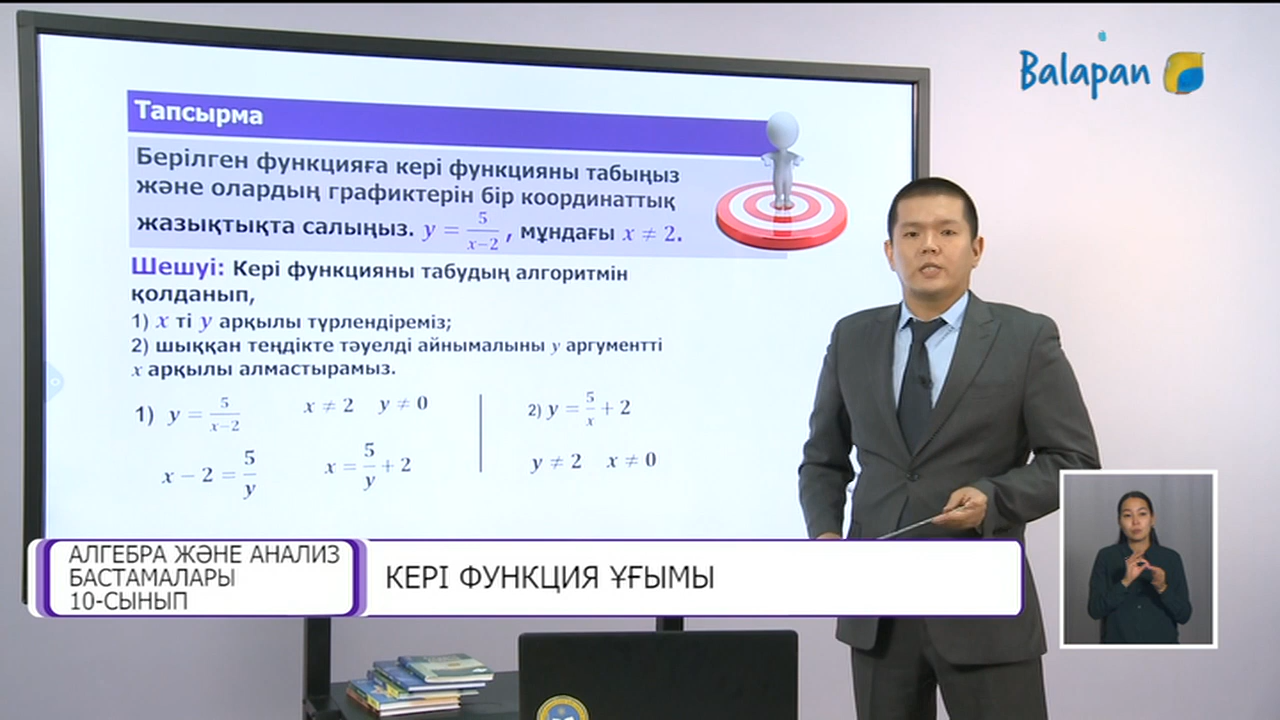 Balapan
Тапсырма
Берілген функцияға кері функцияны табыңыз
және олардың графиктерін бір координаттық
жазықтықта салыңыз. y = 5/(x−2), мұндағы x ≠ 2.
Шешуі: Кері функцияны табудың алгоритмін
қолданып,
1) x ті y арқылы түрлендіреміз;
2) шыққан теңдікте тәуелді айнымалыны y аргументті
x арқылы алмастырамыз.
1) y = 5/(x−2) x ≠ 2 y ≠ 0
x − 2 = 5/y x = 5/y + 2
2) y = 5/x + 2
y ≠ 2 x ≠ 0
АЛГЕБРА ЖӘНЕ АНАЛИЗ
БАСТАМАЛАРЫ
10-СЫНЫП
КЕРІ ФУНКЦИЯ ҰҒЫМЫ